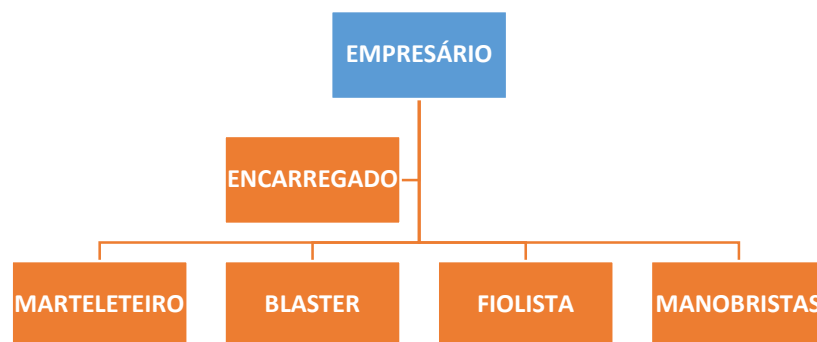 EMPRESÁRIO
ENCARREGADO
MARTELETEIRO
BLASTER
FIOLISTA
MANOBRISTAS